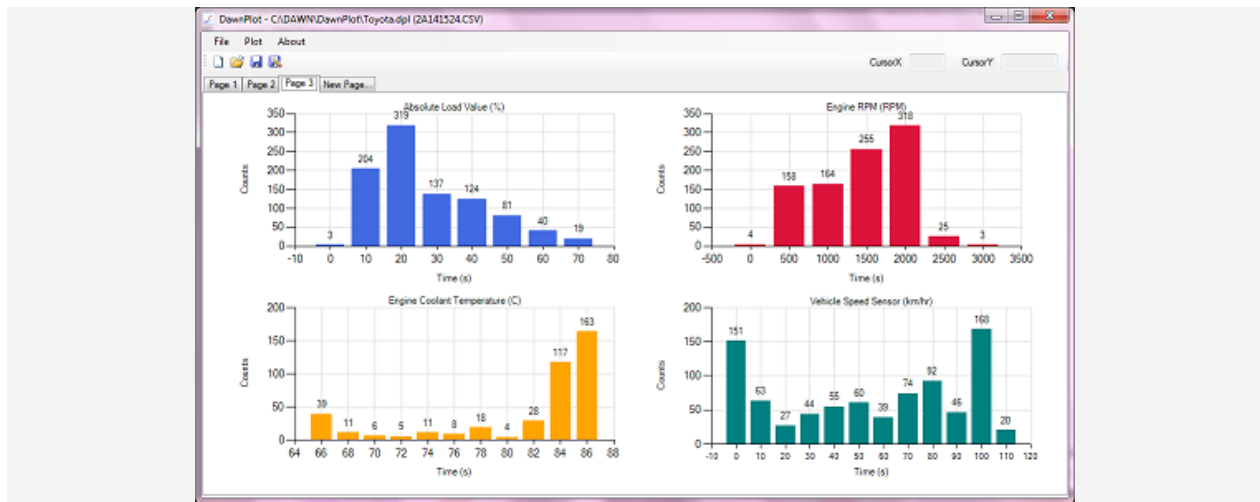 DawnPlot - C:\DAWN\DawnPlot\Toyota.dpl (2A141524.CSV)
File Plot About
CursorX CursorY
Page 1 Page 2 Page 3 New Page...
Absolute Load Value (%)
350
300
250
200
150
100
50
0
Counts
3 204 319 137 124 81 40 19
-10 0 10 20 30 40 50 60 70 80
Time (s)
Engine RPM (RPM)
350
300
250
200
150
100
50
0
Counts
4 158 164 255 318 25 3
-500 0 500 1000 1500 2000 2500 3000 3500
Time (s)
Engine Coolant Temperature (C)
200
150
100
50
0
Counts
39 11 6 5 11 8 18 4 28 117 163
64 66 68 70 72 74 76 78 80 82 84 86 88
Time (s)
Vehicle Speed Sensor (km/hr)
200
150
100
50
0
Counts
151 63 27 44 55 60 39 74 92 46 168 20
-10 0 10 20 30 40 50 60 70 80 90 100 110 120
Time (s)